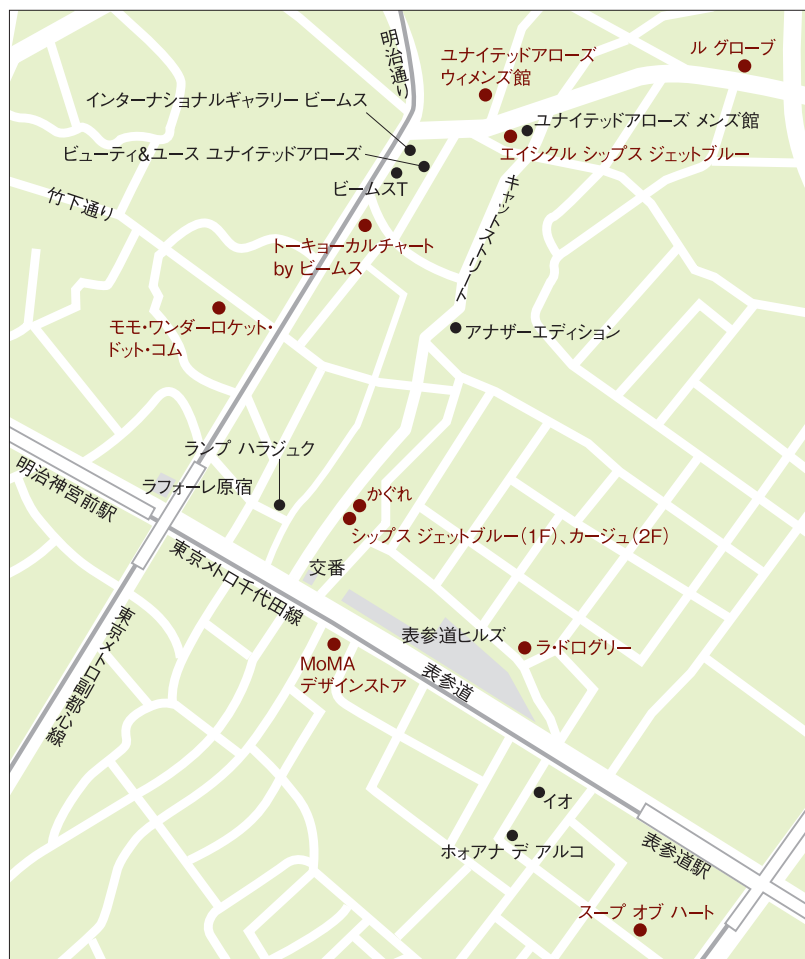 明治通り
ユナイテッドアローズ
ウィメンズ館
ル グローブ
インターナショナルギャラリー ビームス
ユナイテッドアローズ メンズ館
エイシクル シップス ジェットブルー
ビューティ&ユース ユナイテッドアローズ
ビームスT
キャットストリート
竹下通り
トーキョーカルチャート
by ビームス
モモ・ワンダーロケット・
ドット・コム
アナザーエディション
ランプ ハラジュク
ラフォーレ原宿
明治神宮前駅
かぐれ
シップス ジェットブルー(1F)、カージュ(2F)
東京メトロ千代田線
交番
東京メトロ副都心線
表参道ヒルズ
ラ・ドログリー
MoMA
デザインストア
表参道
イオ
ホォアナ デ アルコ
表参道駅
スープ オブ ハート